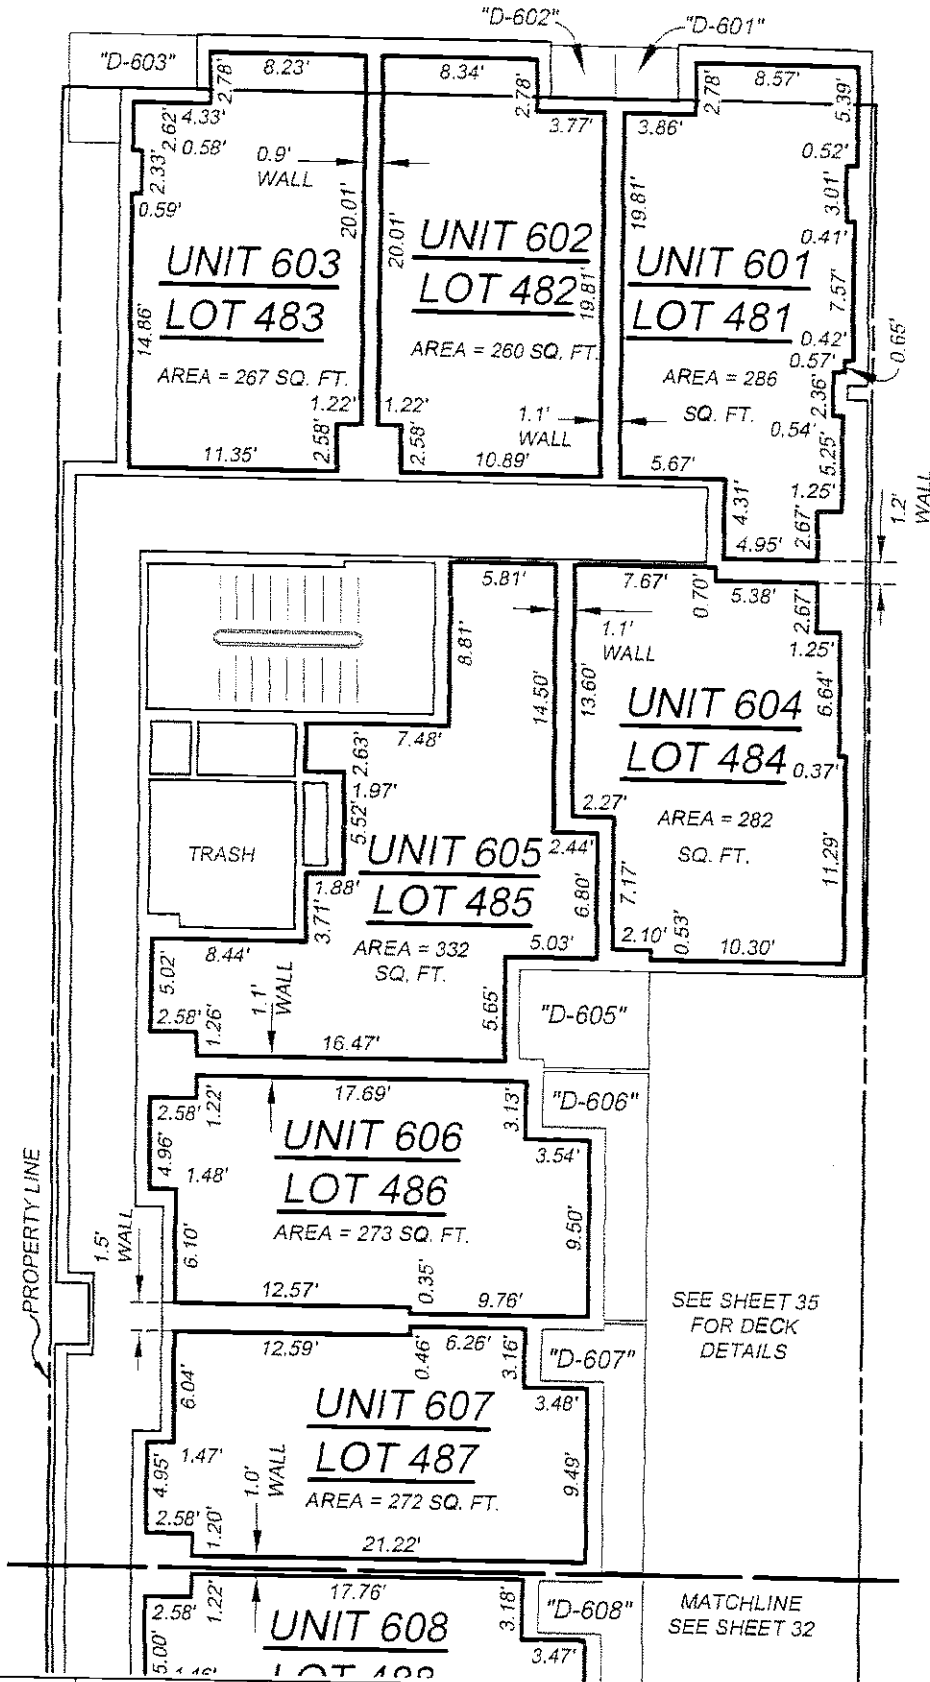 "D-602"
"D-601"
"D-603"
8.23'
2.78'
8.34'
2.78'
8.57'
2.78'
5.39'
4.33'
2.62'
0.58'
2.33'
0.59'
0.9'
WALL
3.77'
3.86'
0.52'
3.01'
0.41'
20.01'
20.01'
19.81'
19.81'
UNIT 603
LOT 483
AREA = 267 SQ. FT.
14.86'
1.22'
2.58'
11.35'
UNIT 602
LOT 482
AREA = 260 SQ. FT.
1.22'
2.58'
10.89'
1.1'
WALL
UNIT 601
LOT 481
AREA = 286
SQ. FT.
7.57'
0.42'
0.57'
0.65'
2.36'
0.54'
5.25'
5.67'
4.31'
1.25'
2.67'
4.95'
1.2'
WALL
5.81'
8.81'
14.50'
7.67'
0.70'
5.38'
2.67'
1.25'
1.1'
WALL
13.60'
6.64'
UNIT 604
LOT 484
AREA = 282
SQ. FT.
0.37'
2.27'
11.29'
7.17'
2.10'
0.53'
10.30'
7.48'
2.63'
1.97'
5.52'
TRASH
UNIT 605
LOT 485
AREA = 332
SQ. FT.
2.44'
6.80'
1.88'
3.71'
5.03'
8.44'
5.02'
2.58'
1.26'
1.1'
WALL
5.65'
16.47'
"D-605"
17.69'
2.58'
1.22'
3.13'
"D-606"
UNIT 606
LOT 486
AREA = 273 SQ. FT.
3.54'
4.96'
1.48'
9.50'
6.10'
PROPERTY LINE
1.5'
WALL
12.57'
0.35'
9.76'
SEE SHEET 35
FOR DECK
DETAILS
12.59'
0.46'
6.26'
3.16'
"D-607"
6.04'
UNIT 607
LOT 487
AREA = 272 SQ. FT.
3.48'
1.47'
4.95'
9.49'
2.58'
1.20'
1.0'
WALL
21.22'
17.76'
2.58'
1.22'
3.18'
"D-608"
MATCHLINE
SEE SHEET 32
UNIT 608
5.00'
3.47'
LOT 488